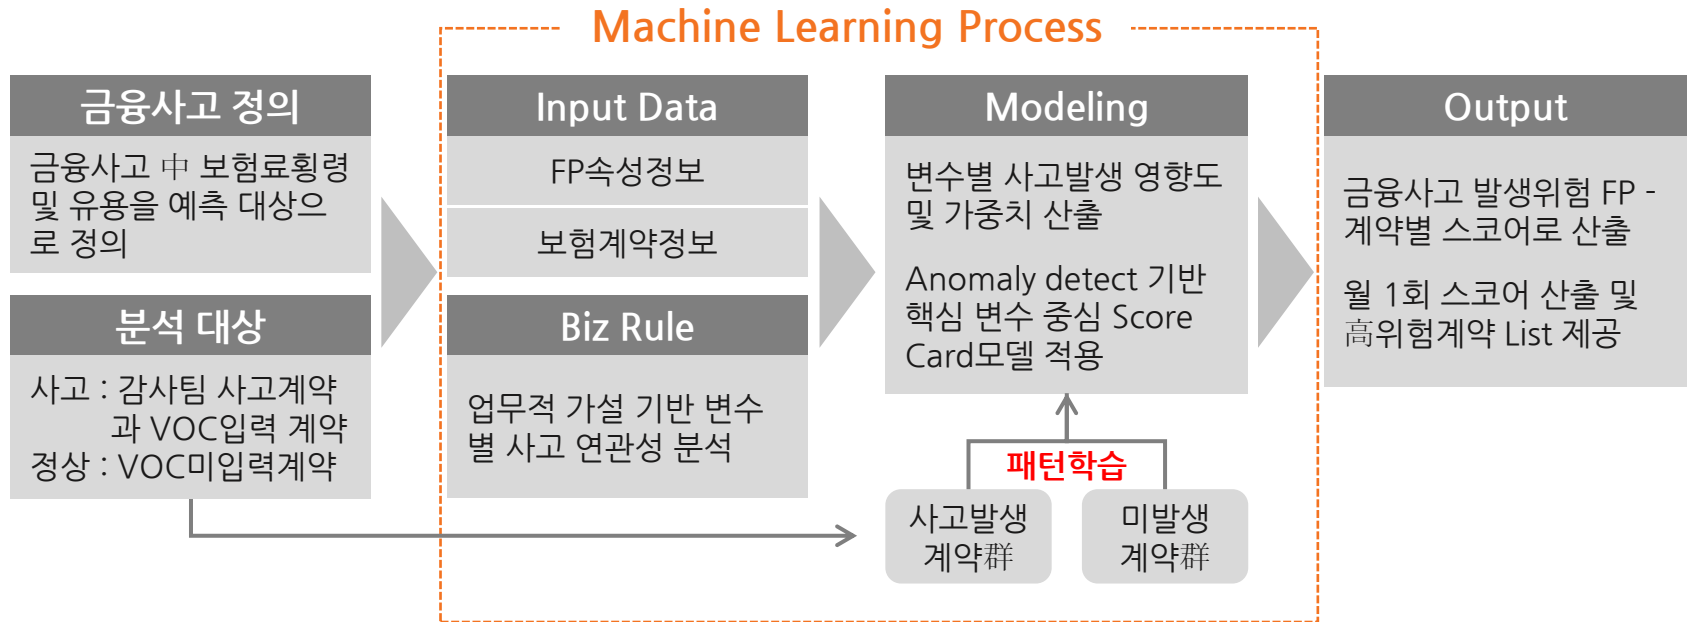 Machine Learning Process
금융사고 정의
금융사고 中 보험료횡령
및 유용을 예측 대상으
로 정의
분석 대상
사고 : 감사팀 사고계약
과 VOC입력 계약
정상 : VOC미입력계약
Input Data
FP속성정보
보험계약정보
Biz Rule
업무적 가설 기반 변수
별 사고 연관성 분석
Modeling
변수별 사고발생 영향도
및 가중치 산출
Anomaly detect 기반
핵심 변수 중심 Score
Card모델 적용
패턴학습
사고발생
계약群
미발생
계약群
Output
금융사고 발생위험 FP -
계약별 스코어로 산출
월 1회 스코어 산출 및
高위험계약 List 제공